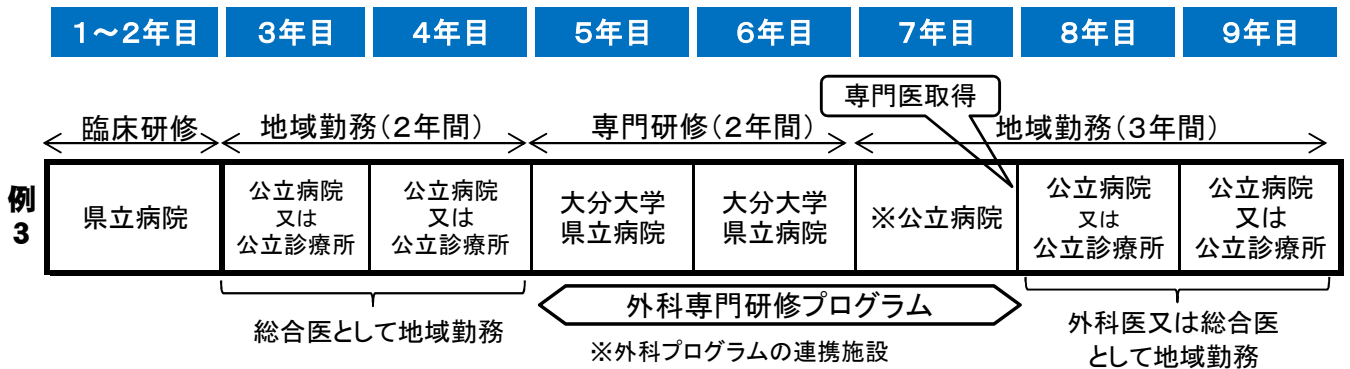 1～2年目
3年目
4年目
5年目
6年目
7年目
8年目
9年目
専門医取得
臨床研修
地域勤務（2年間）
専門研修（2年間）
地域勤務（3年間）
例
3
県立病院
公立病院
又は
公立診療所
公立病院
又は
公立診療所
大分大学
県立病院
大分大学
県立病院
※公立病院
公立病院
又は
公立診療所
公立病院
又は
公立診療所
総合医として地域勤務
外科専門研修プログラム
※外科プログラムの連携施設
外科医又は総合医
として地域勤務